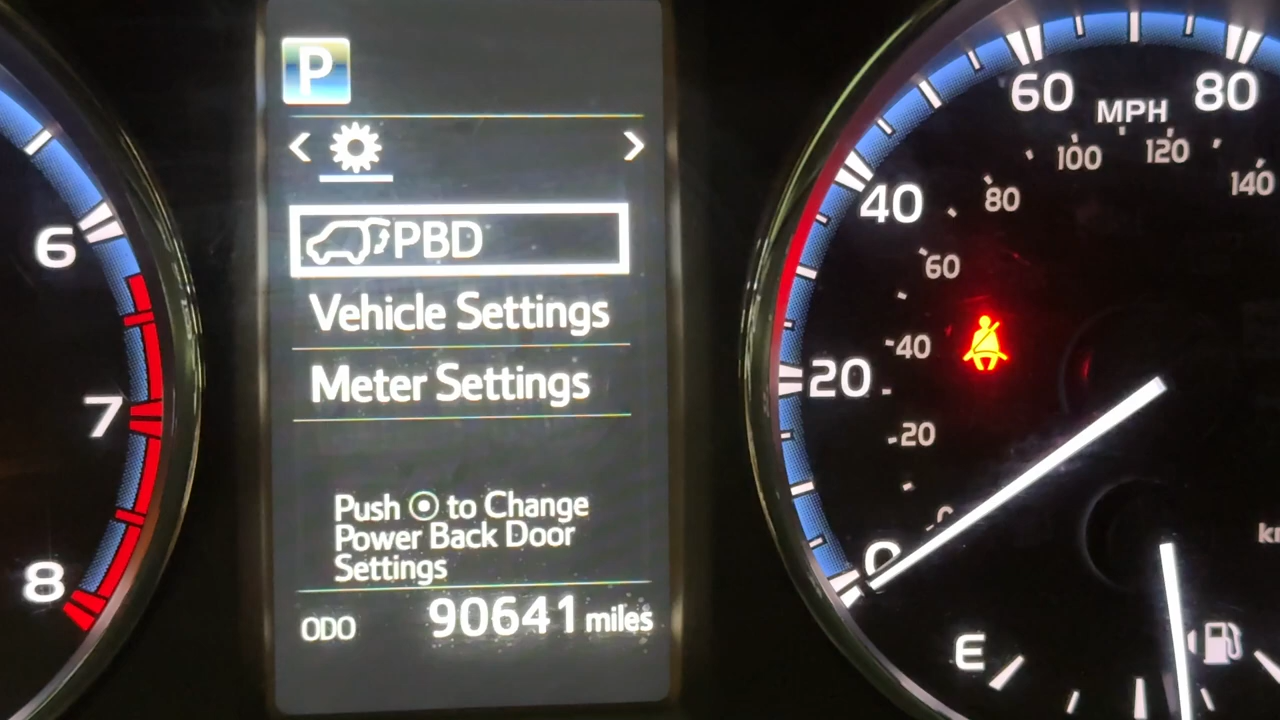 P
PBD
Vehicle Settings
Meter Settings
Push to Change
Power Back Door
Settings
ODO 90641 miles
6
7
8
60 MPH 80
100 120
140
40 80
60
20 40
20
0 0
E